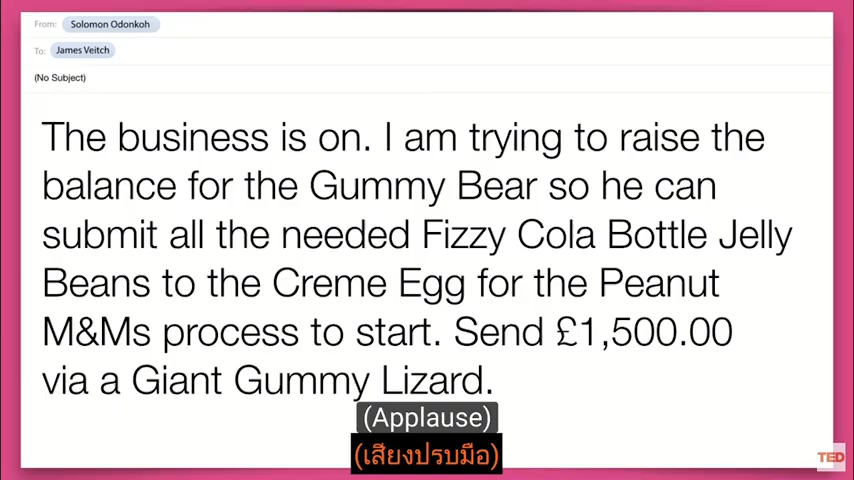 From: Solomon Odonkoh
To: James Veitch
(No Subject)
The business is on. I am trying to raise the
balance for the Gummy Bear so he can
submit all the needed Fizzy Cola Bottle Jelly
Beans to the Creme Egg for the Peanut
M&Ms process to start. Send £1,500.00
via a Giant Gummy Lizard.
(Applause)
(เสียงปรบมือ)
TED